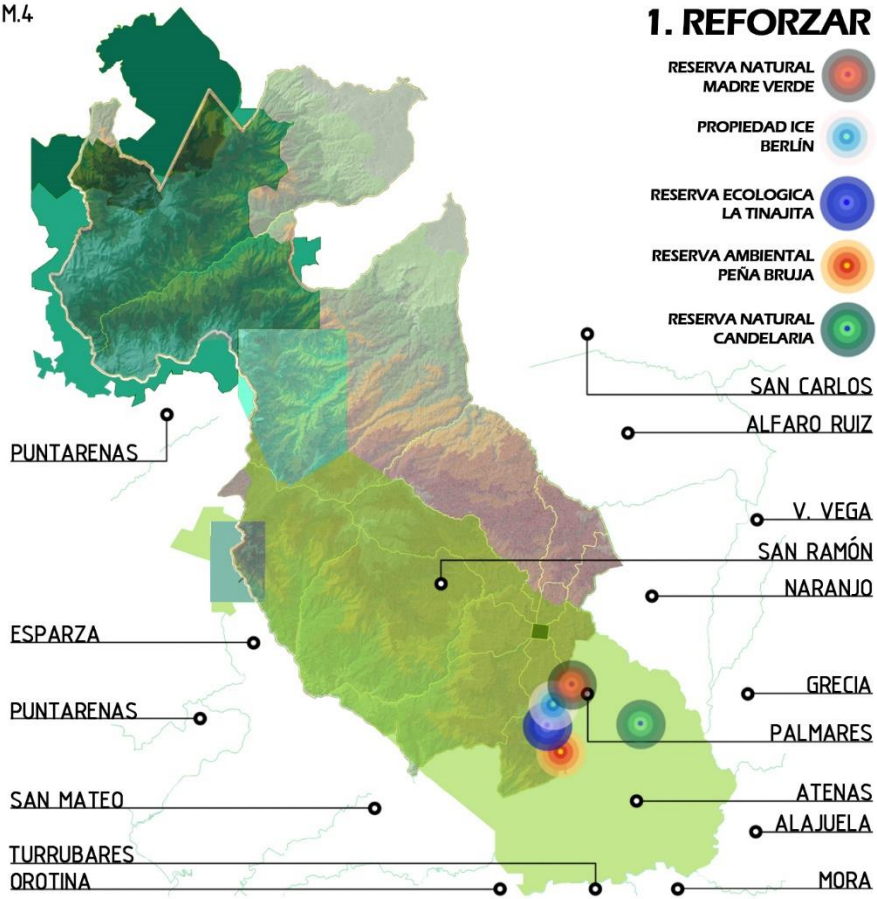 M.4
1. REFORZAR
RESERVA NATURAL
MADRE VERDE
PROPIEDAD ICE
BERLÍN
RESERVA ECOLOGICA
LA TINAJITA
RESERVA AMBIENTAL
PEÑA BRUJA
RESERVA NATURAL
CANDELARIA
SAN CARLOS
ALFARO RUIZ
PUNTARENAS
V. VEGA
SAN RAMÓN
NARANJO
ESPARZA
GRECIA
PUNTARENAS
PALMARES
SAN MATEO
ATENAS
ALAJUELA
TURRUBARES
OROTINA
MORA